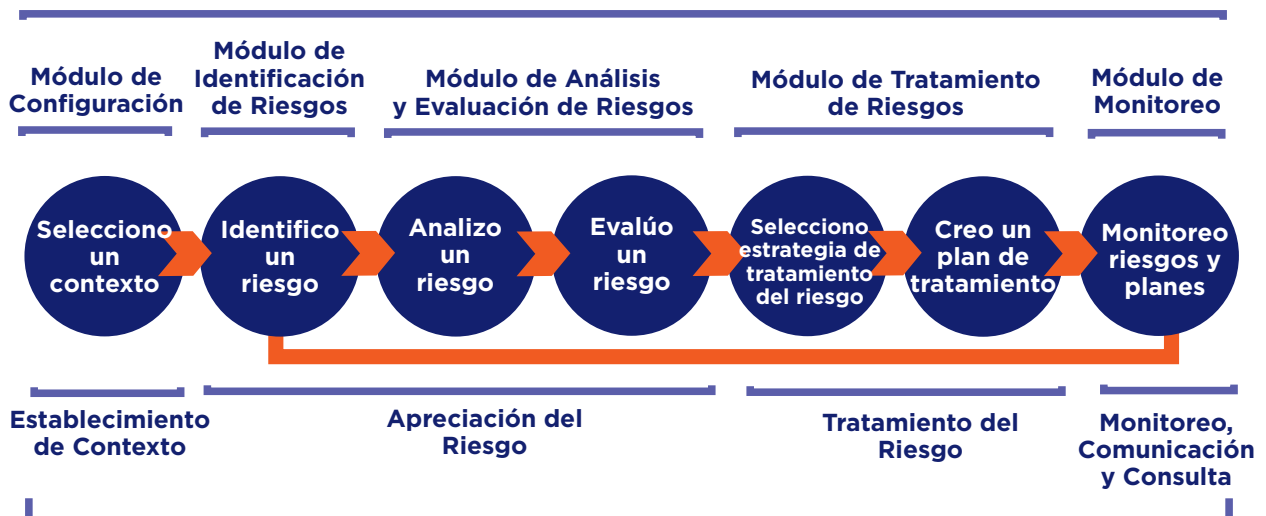 Módulo de
Configuración
Módulo de
Identificación
de Riesgos
Módulo de Análisis
y Evaluación de Riesgos
Módulo de Tratamiento
de Riesgos
Módulo de
Monitoreo
Selecciono
un
contexto
Identifico
un
riesgo
Analizo
un
riesgo
Evalúo
un
riesgo
Selecciono
estrategia de
tratamiento
del riesgo
Creo un
plan de
tratamiento
Monitoreo
riesgos y
planes
Establecimiento
de Contexto
Apreciación del
Riesgo
Tratamiento del
Riesgo
Monitoreo,
Comunicación
y Consulta